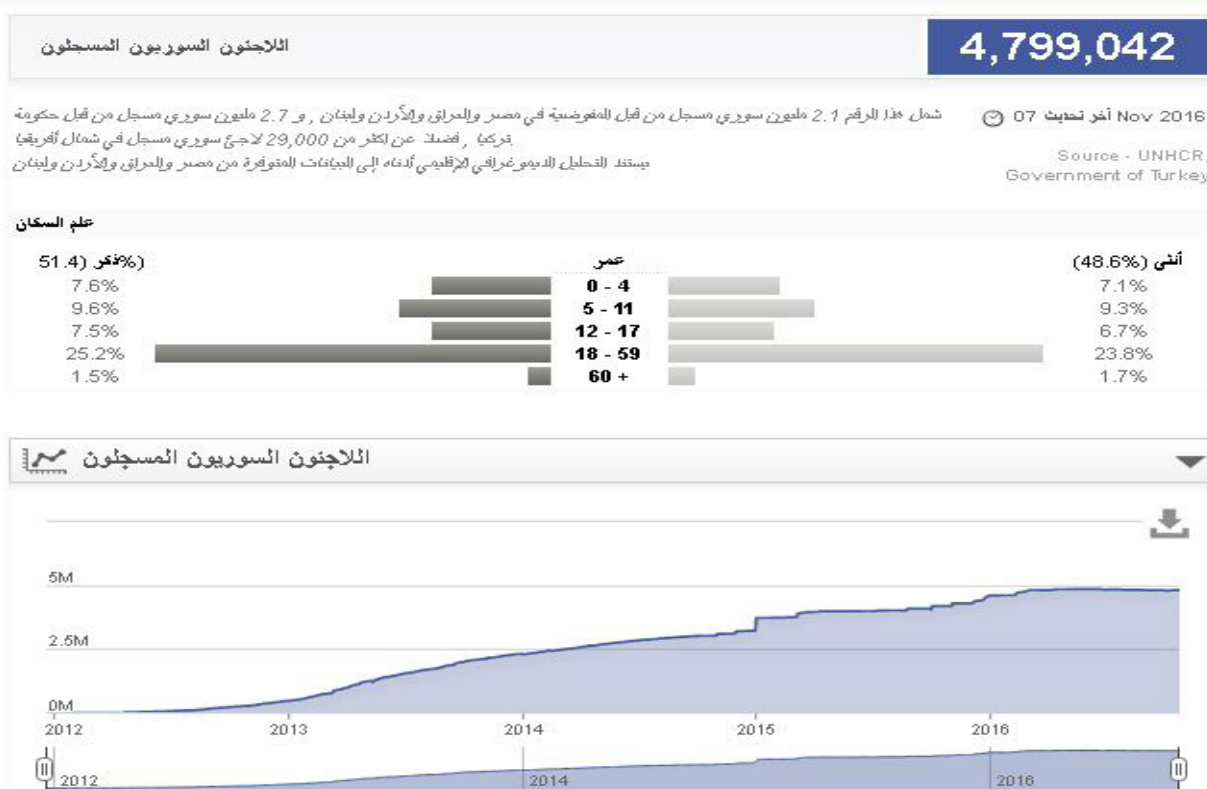 اللاجئون السوريون المسجلون
4,799,042
شمل هذا الرقم 2.1 مليون سوري مسجل من قبل المفوضية في مصر والعراق والأردن ولبنان , و 2.7 مليون سوري مسجل من قبل حكومة
تركيا , فضلا عن اكثر من 29,000 لاجئ سوري مسجل في شمال أفريقيا
يستند التحليل الديموغرافي الإقليمي أدناه إلى البيانات المتوفرة من مصر والعراق والأردن ولبنان
آخر تحديث 07 Nov 2016
Source - UNHCR,
Government of Turkey
علم السكان
ذكر (51.4%)
عمر
أنثى (48.6%)
7.6% 0 - 4 7.1%
9.6% 5 - 11 9.3%
7.5% 12 - 17 6.7%
25.2% 18 - 59 23.8%
1.5% 60 + 1.7%
اللاجئون السوريون المسجلون
5M
2.5M
0M
2012 2013 2014 2015 2016
2012 2014 2016